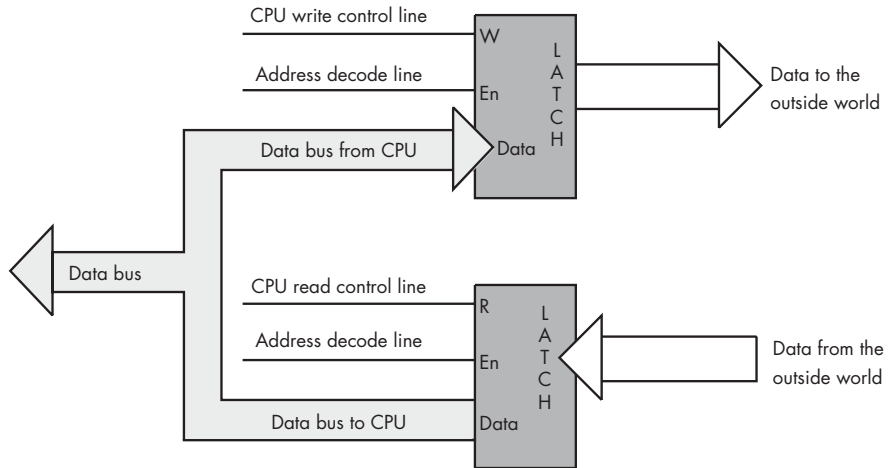 CPU write control line
W
Address decode line
En
Data bus from CPU
Data
LATCH
Data to the
outside world
Data bus
CPU read control line
R
Address decode line
En
Data bus to CPU
Data
LATCH
Data from the
outside world